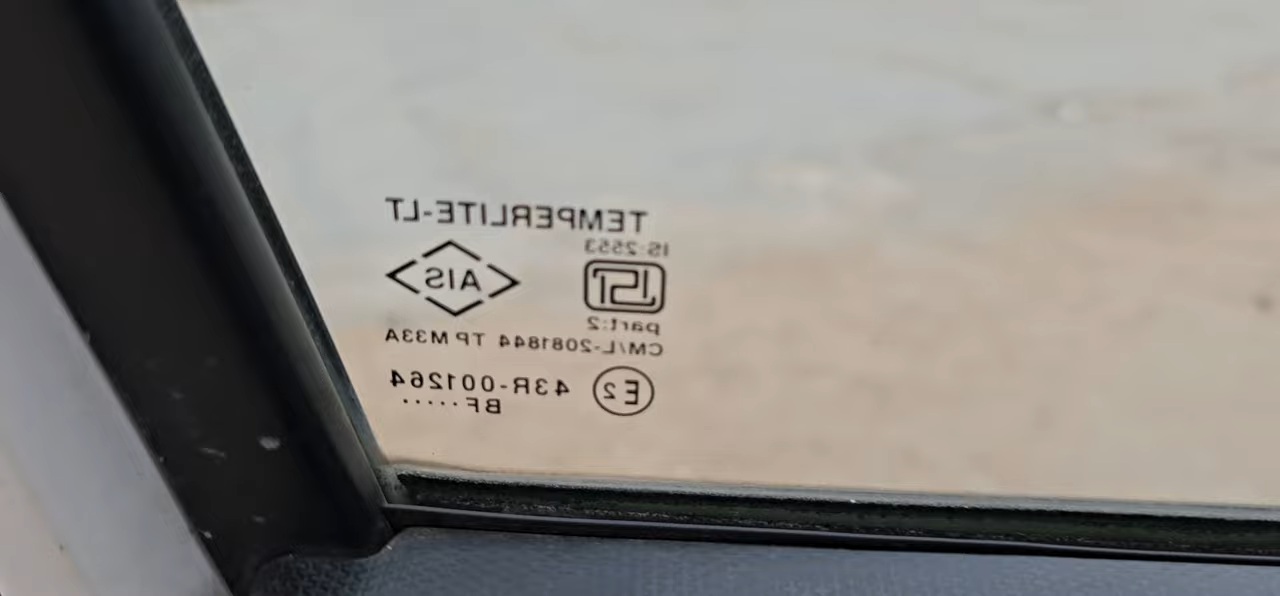 TEMPERLITE-LT
IS:2553
ISI
AIS
part:2
CM/L-2081844 TP M33A
E2 43R-001264
BF.....